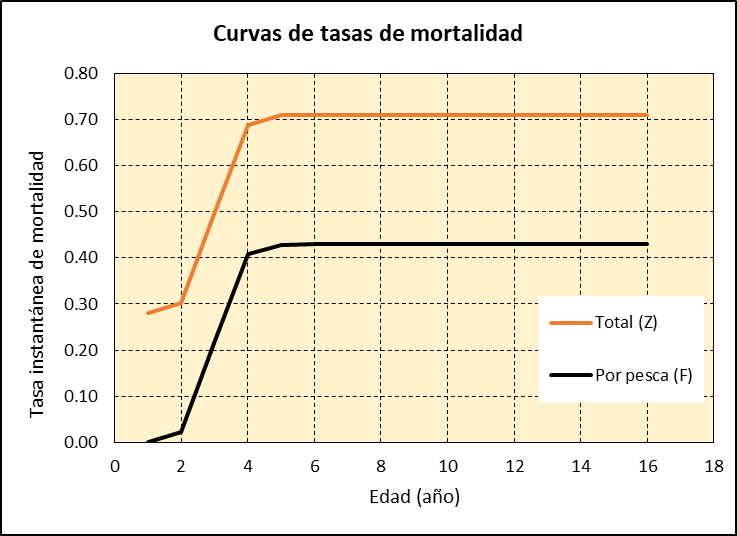 Curvas de tasas de mortalidad
Tasa instantánea de mortalidad
0.80
0.70
0.60
0.50
0.40
0.30
0.20
0.10
0.00
Total (Z)
Por pesca (F)
0 2 4 6 8 10 12 14 16 18
Edad (año)